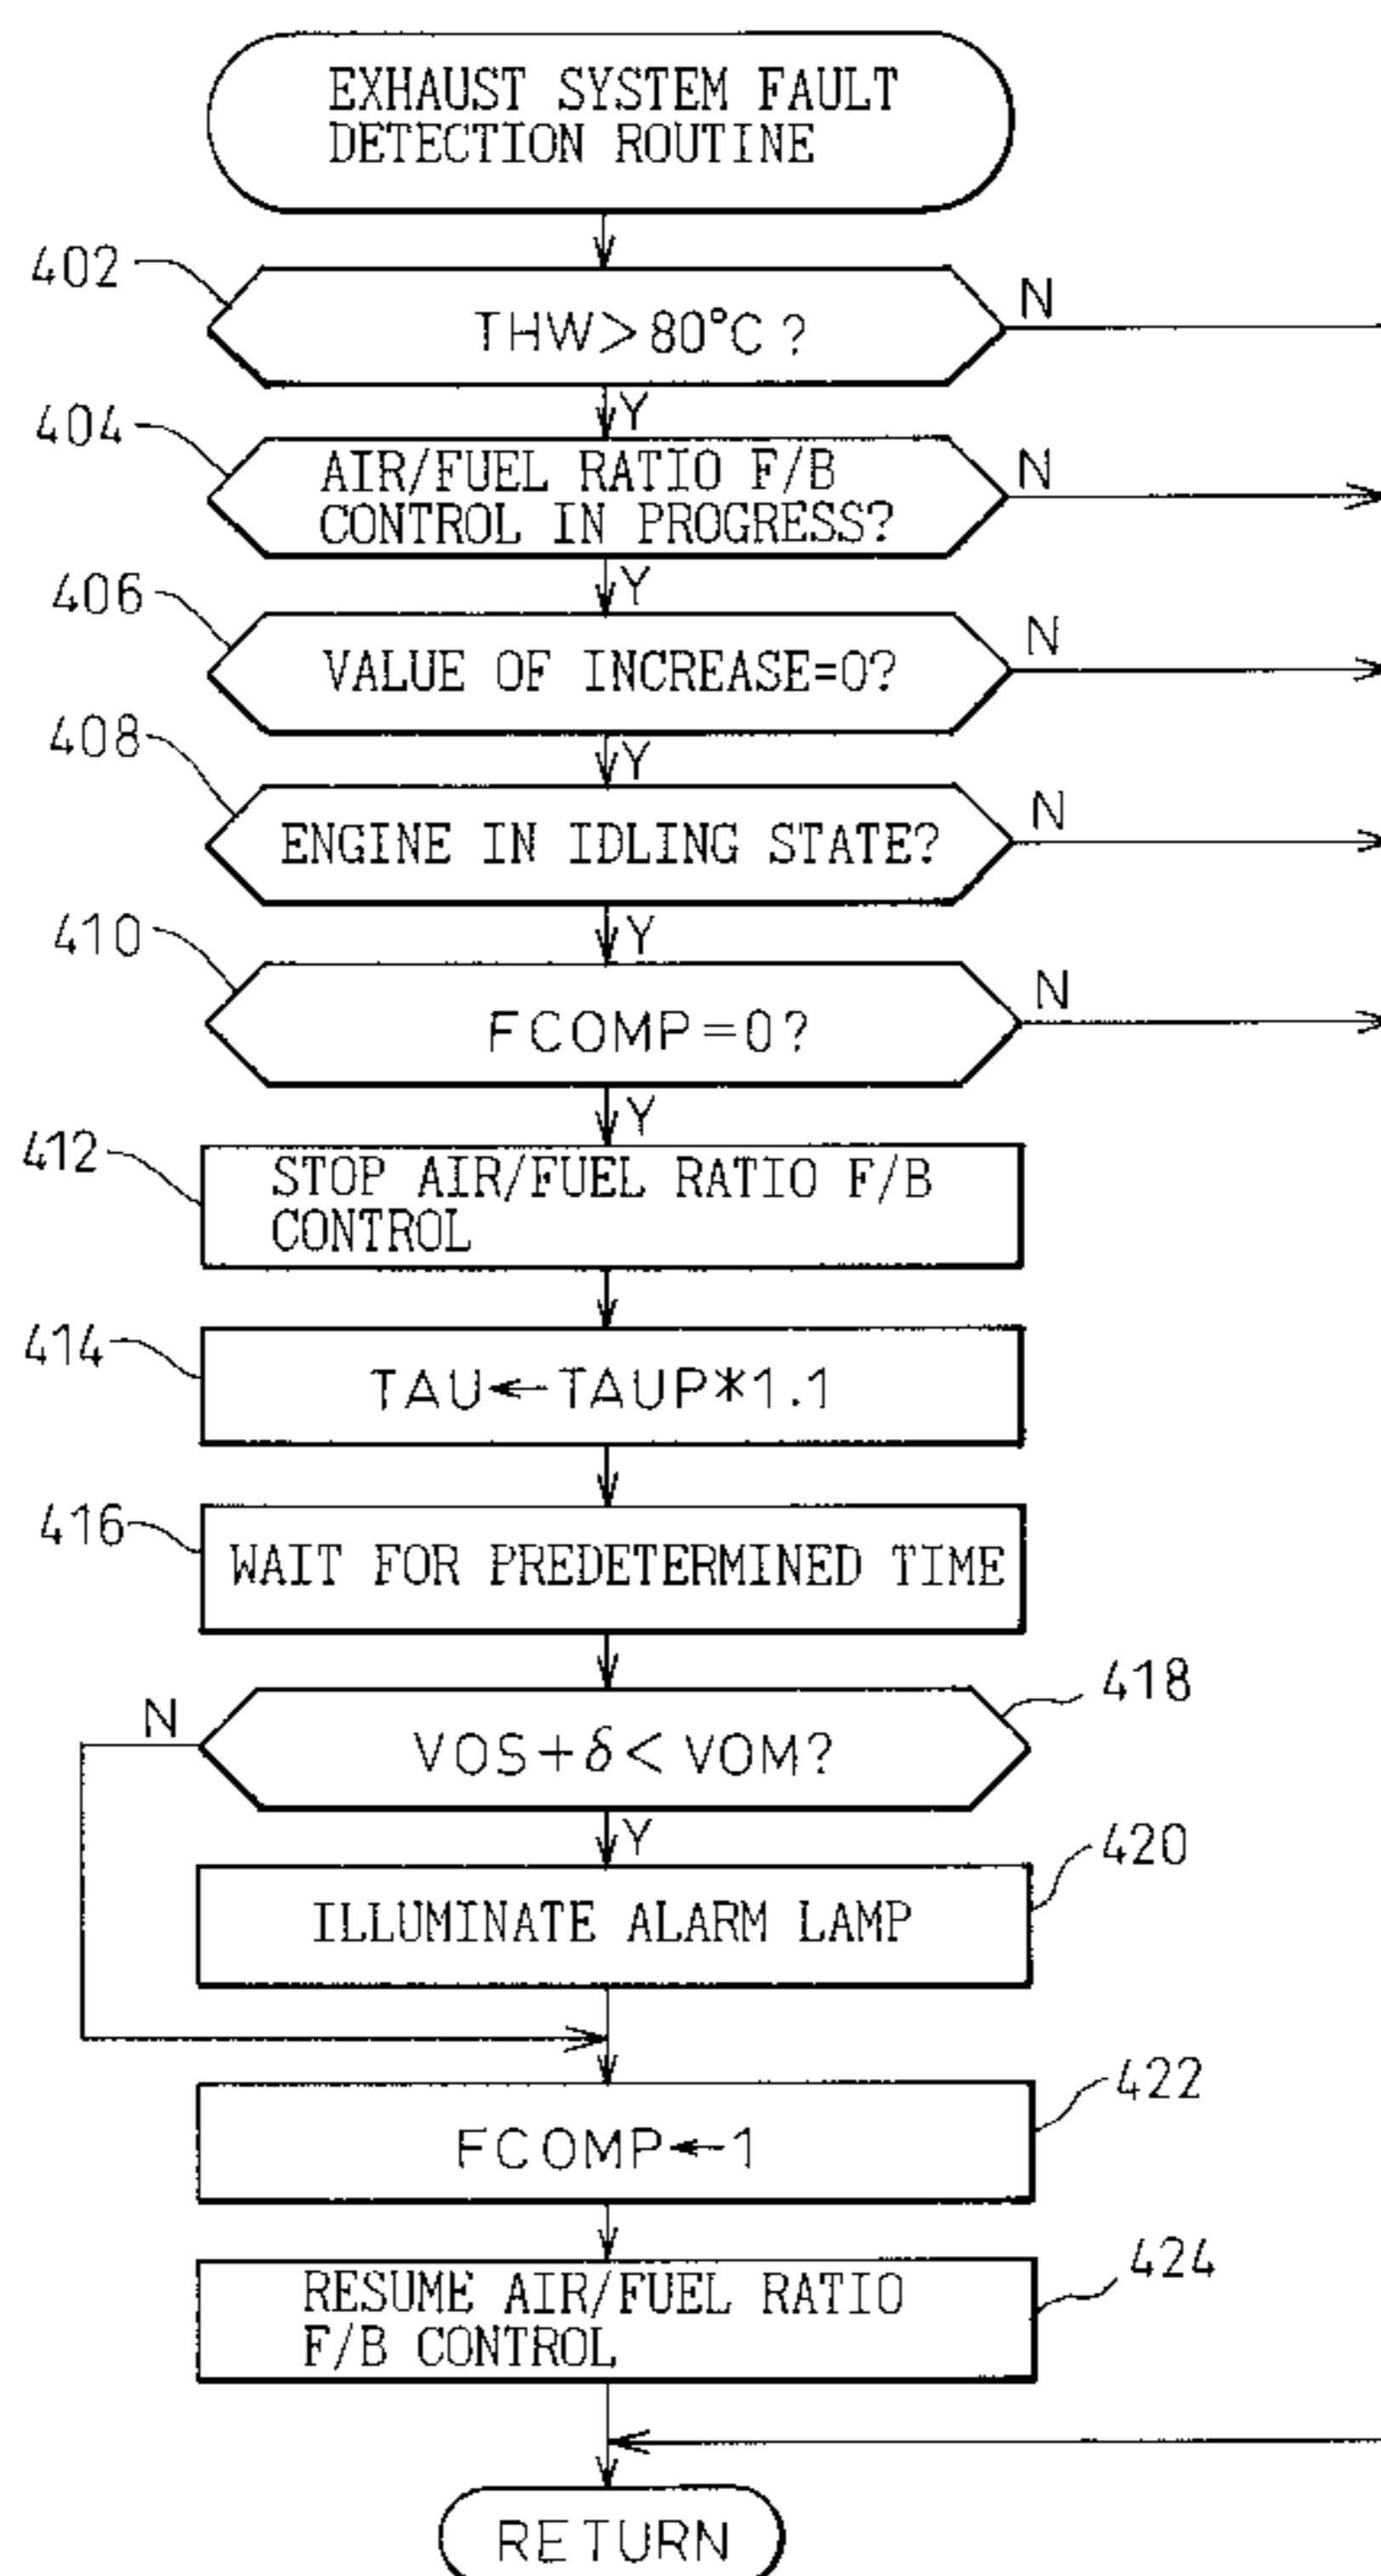 EXHAUST SYSTEM FAULT
DETECTION ROUTINE
402
THW>80°C?
N
Y
404
AIR/FUEL RATIO F/B
CONTROL IN PROGRESS?
N
Y
406
VALUE OF INCREASE=0?
N
Y
408
ENGINE IN IDLING STATE?
N
Y
410
FCOMP=0?
N
Y
412
STOP AIR/FUEL RATIO F/B
CONTROL
414
TAU←TAUP*1.1
416
WAIT FOR PREDETERMINED TIME
418
N
VOS+δ<VOM?
Y
420
ILLUMINATE ALARM LAMP
422
FCOMP←1
424
RESUME AIR/FUEL RATIO
F/B CONTROL
RETURN